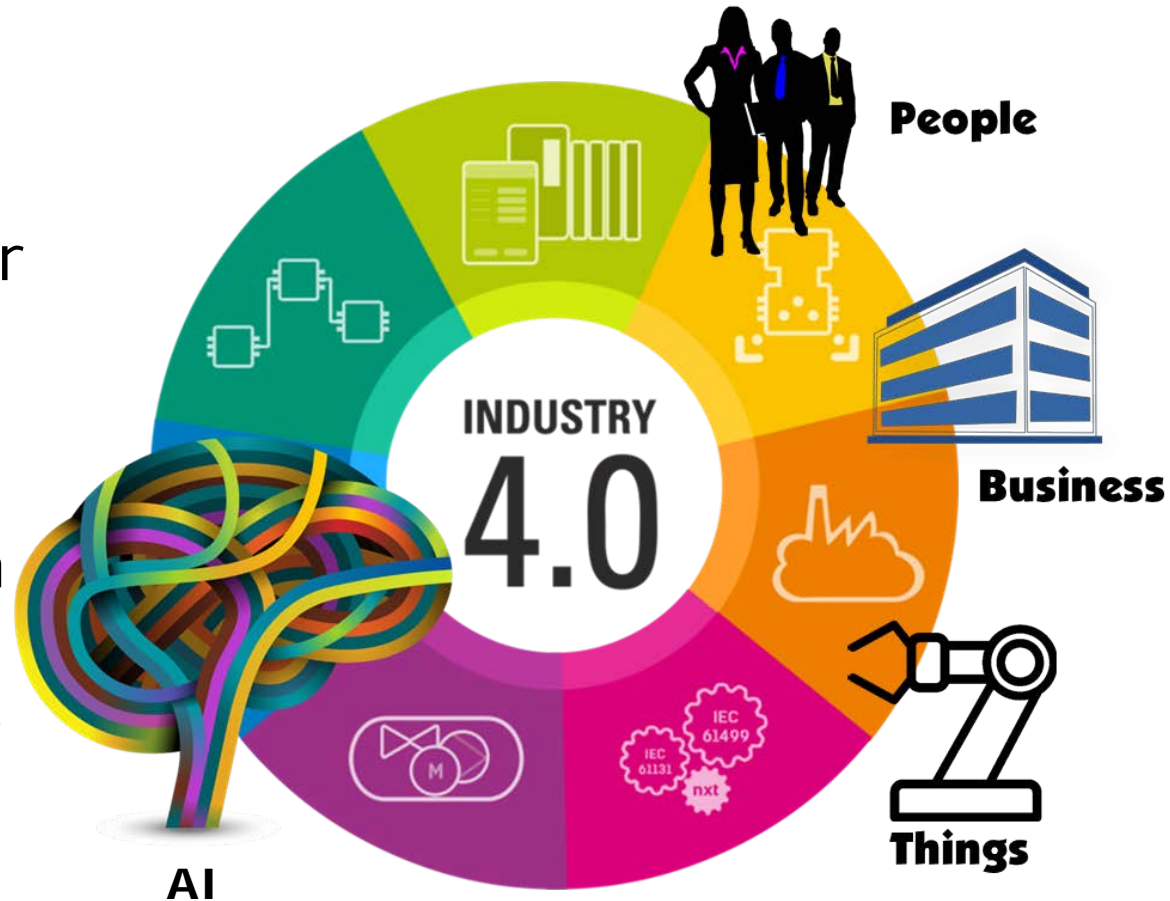 People
r
INDUSTRY
4.0
Business
IEC
61499
IEC
61131
nxt
M
Things
AI